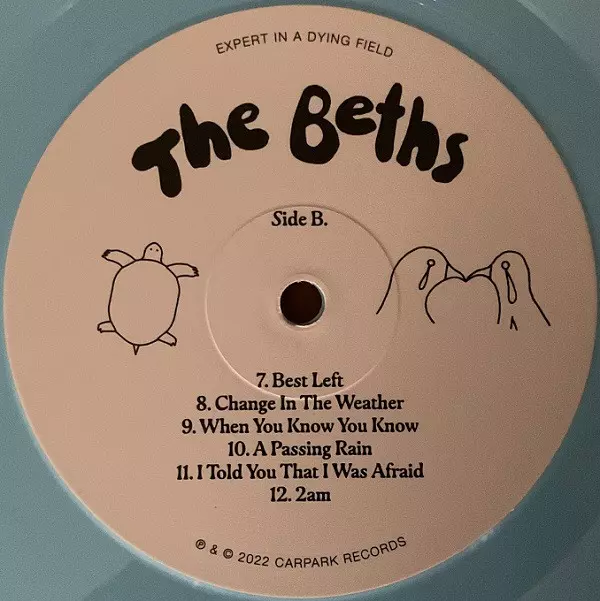 EXPERT IN A DYING FIELD
The Beths
Side B.
7. Best Left
8. Change In The Weather
9. When You Know You Know
10. A Passing Rain
11. I Told You That I Was Afraid
12. 2am
℗ & © 2022 CARPARK RECORDS